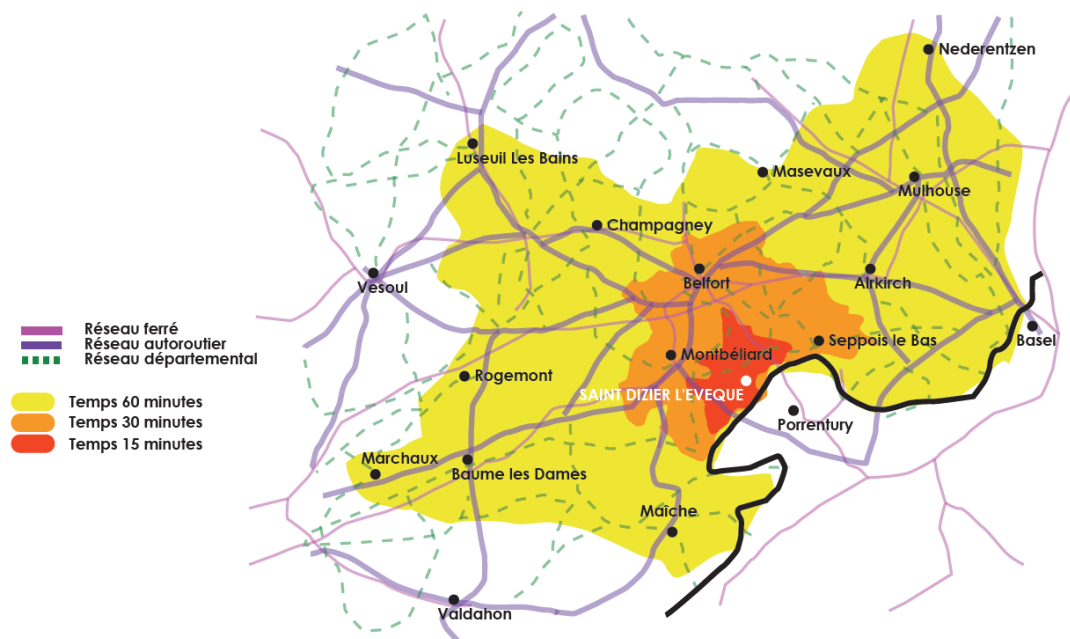 Nederentzen
Luseuil Les Bains
Masevaux
Mulhouse
Champagney
Vesoul
Belfort
Alrkirch
Réseau ferré
Réseau autoroutier
Réseau départemental
Basel
Seppois le Bas
Montbéliard
Rogemont
SAINT DIZIER L'EVEQUE
Temps 60 minutes
Temps 30 minutes
Temps 15 minutes
Porrentury
Marchaux
Baume les Dames
Maîche
Valdahon